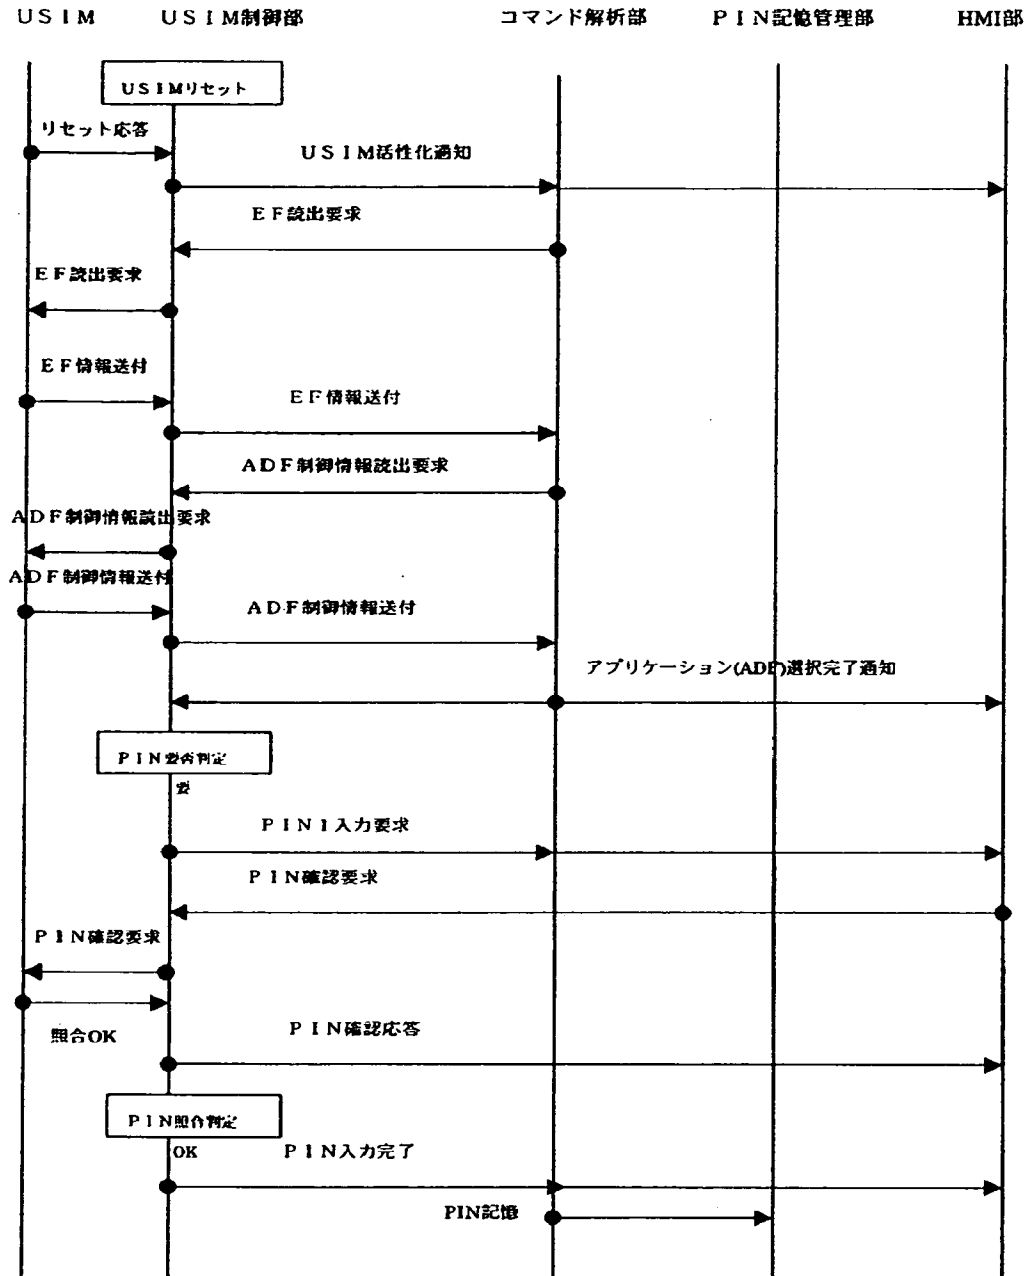 ＵＳＩＭ ＵＳＩＭ制御部 コマンド解析部 ＰＩＮ記憶管理部 HMI部
ＵＳＩＭリセット
リセット応答
ＵＳＩＭ活性化通知
ＥＦ読出要求
ＥＦ読出要求
ＥＦ情報送付
ＥＦ情報送付
ＡＤＦ制御情報読出要求
ＡＤＦ制御情報読出要求
ＡＤＦ制御情報送付
ＡＤＦ制御情報送付
アプリケーション(ADF)選択完了通知
ＰＩＮ要否判定
要
ＰＩＮ１入力要求
ＰＩＮ確認要求
ＰＩＮ確認要求
照合OK
ＰＩＮ確認応答
ＰＩＮ照合判定
OK
ＰＩＮ入力完了
PIN記憶